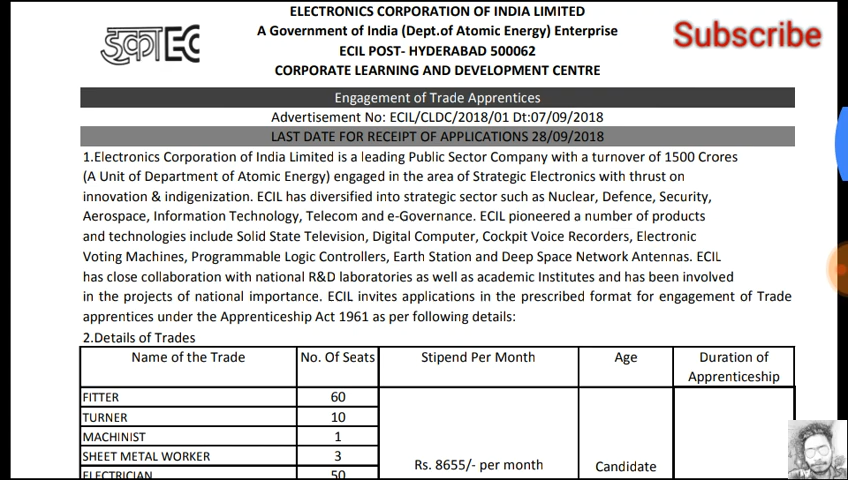 ELECTRONICS CORPORATION OF INDIA LIMITED
A Government of India (Dept.of Atomic Energy) Enterprise
ECIL POST- HYDERABAD 500062
CORPORATE LEARNING AND DEVELOPMENT CENTRE
Subscribe
Engagement of Trade Apprentices
Advertisement No: ECIL/CLDC/2018/01 Dt:07/09/2018
LAST DATE FOR RECEIPT OF APPLICATIONS 28/09/2018
1.Electronics Corporation of India Limited is a leading Public Sector Company with a turnover of 1500 Crores
(A Unit of Department of Atomic Energy) engaged in the area of Strategic Electronics with thrust on
innovation & indigenization. ECIL has diversified into strategic sector such as Nuclear, Defence, Security,
Aerospace, Information Technology, Telecom and e-Governance. ECIL pioneered a number of products
and technologies include Solid State Television, Digital Computer, Cockpit Voice Recorders, Electronic
Voting Machines, Programmable Logic Controllers, Earth Station and Deep Space Network Antennas. ECIL
has close collaboration with national R&D laboratories as well as academic Institutes and has been involved
in the projects of national importance. ECIL invites applications in the prescribed format for engagement of Trade
apprentices under the Apprenticeship Act 1961 as per following details:
2.Details of Trades
Name of the Trade No. Of Seats Stipend Per Month Age Duration of Apprenticeship
FITTER 60
TURNER 10
MACHINIST 1
SHEET METAL WORKER 3
Rs. 8655/- per month Candidate
ELECTRICIAN 50